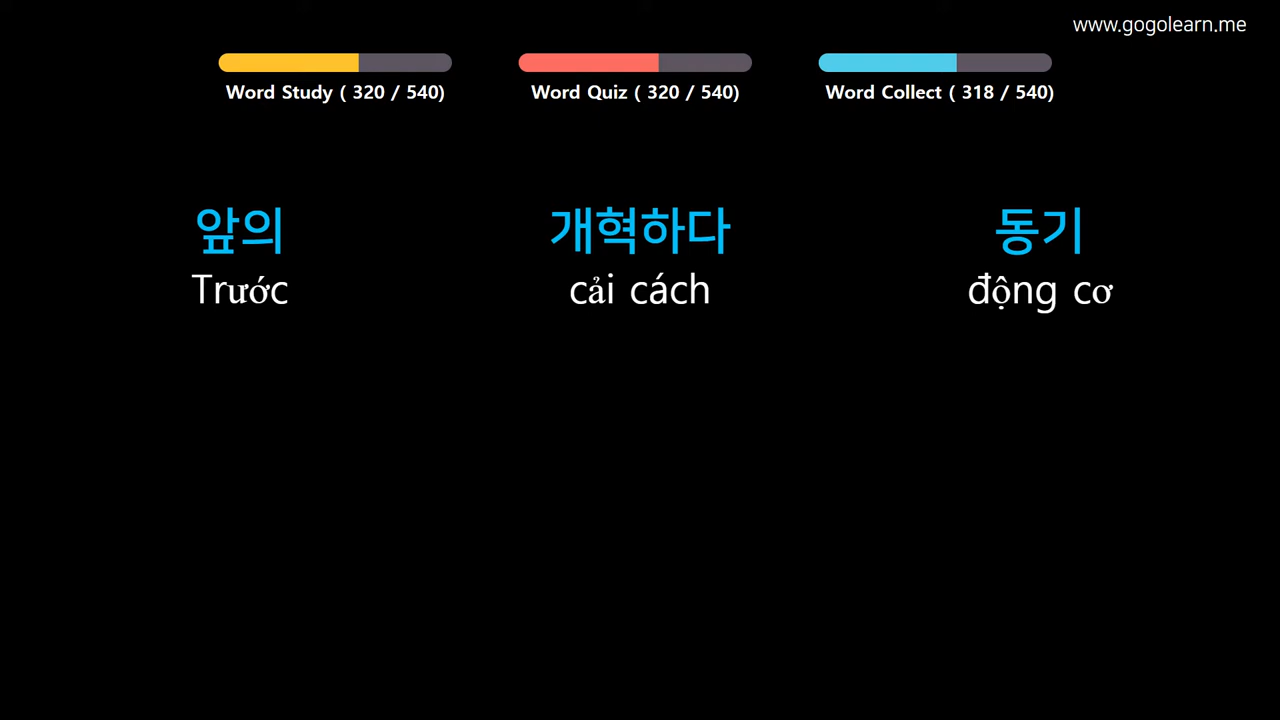 www.gogolearn.me
Word Study ( 320 / 540)
Word Quiz ( 320 / 540)
Word Collect ( 318 / 540)
앞의
Trước
개혁하다
cải cách
동기
động cơ